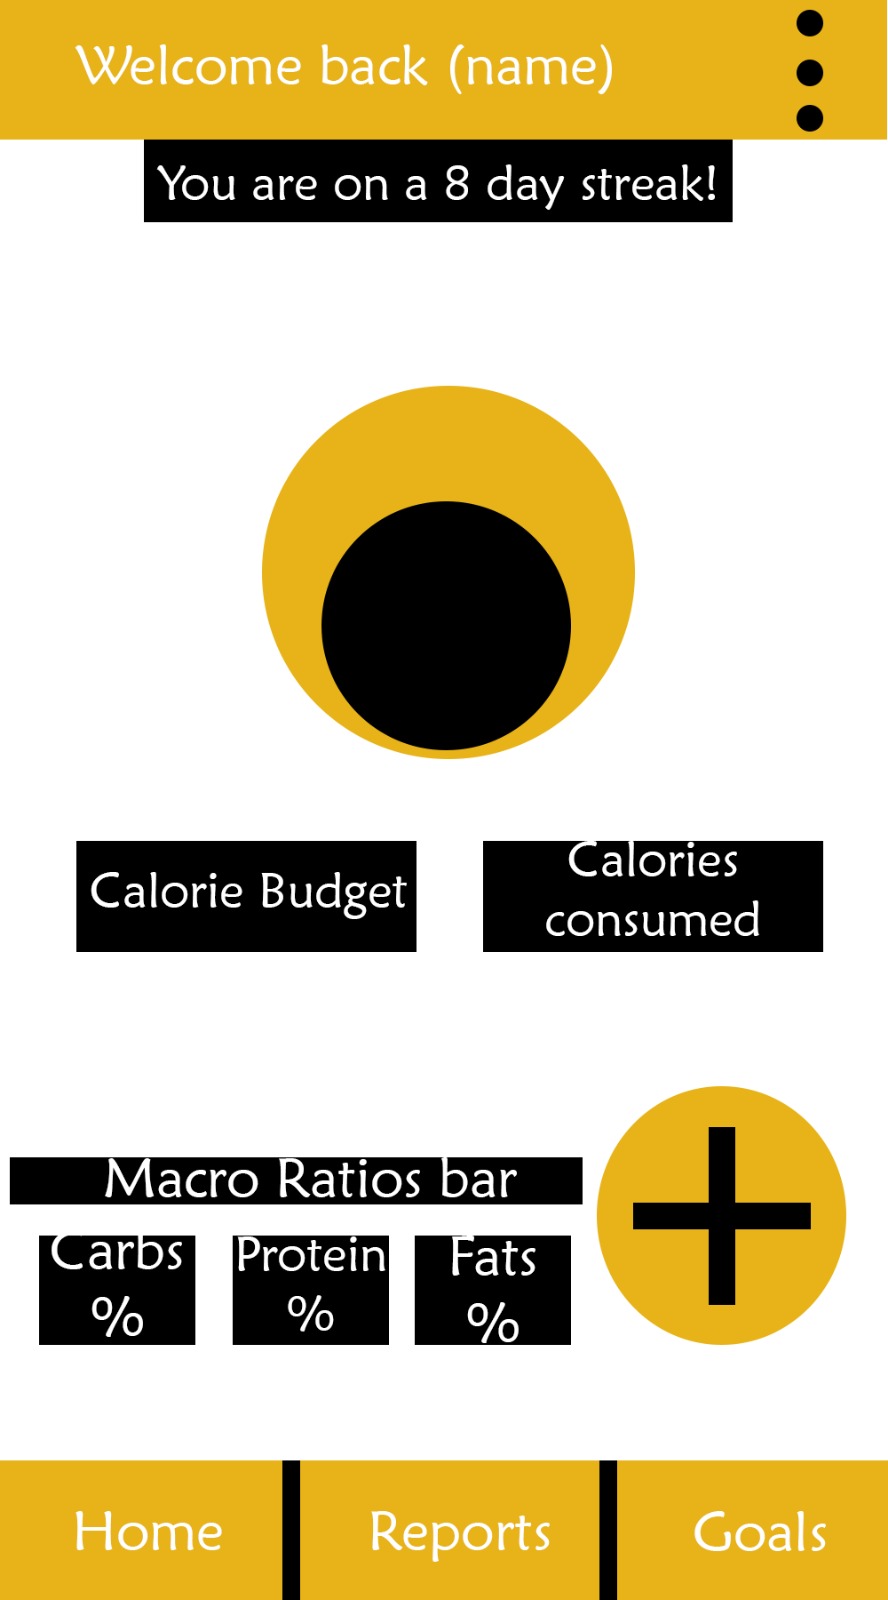 Welcome back (name)
You are on a 8 day streak!
Calorie Budget
Calories
consumed
Macro Ratios bar
Carbs
%
Protein
%
Fats
%
Home
Reports
Goals